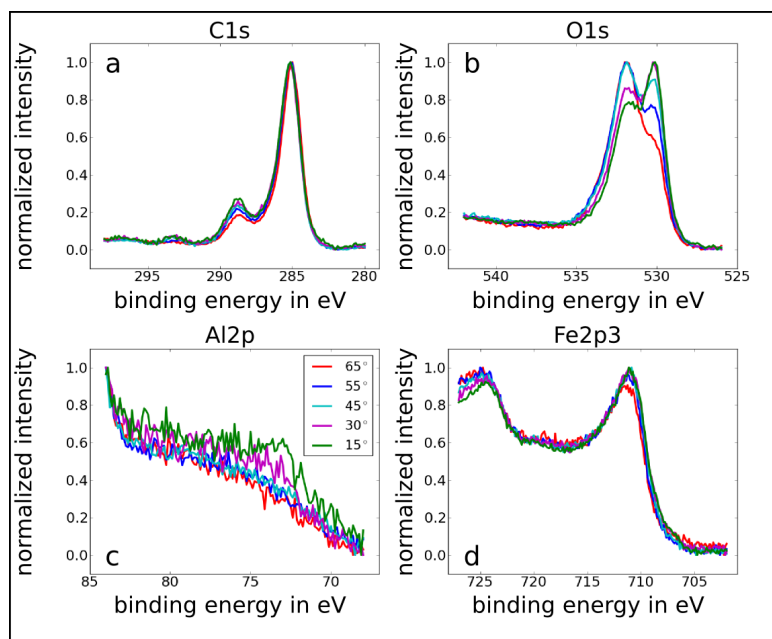 C1s
a
normalized intensity
1.0
0.8
0.6
0.4
0.2
0.0
295
290
285
280
binding energy in eV
O1s
b
normalized intensity
1.0
0.8
0.6
0.4
0.2
0.0
540
535
530
525
binding energy in eV
Al2p
c
normalized intensity
1.0
0.8
0.6
0.4
0.2
0.0
65°
55°
45°
30°
15°
85
80
75
70
binding energy in eV
Fe2p3
d
normalized intensity
1.0
0.8
0.6
0.4
0.2
0.0
725
720
715
710
705
binding energy in eV